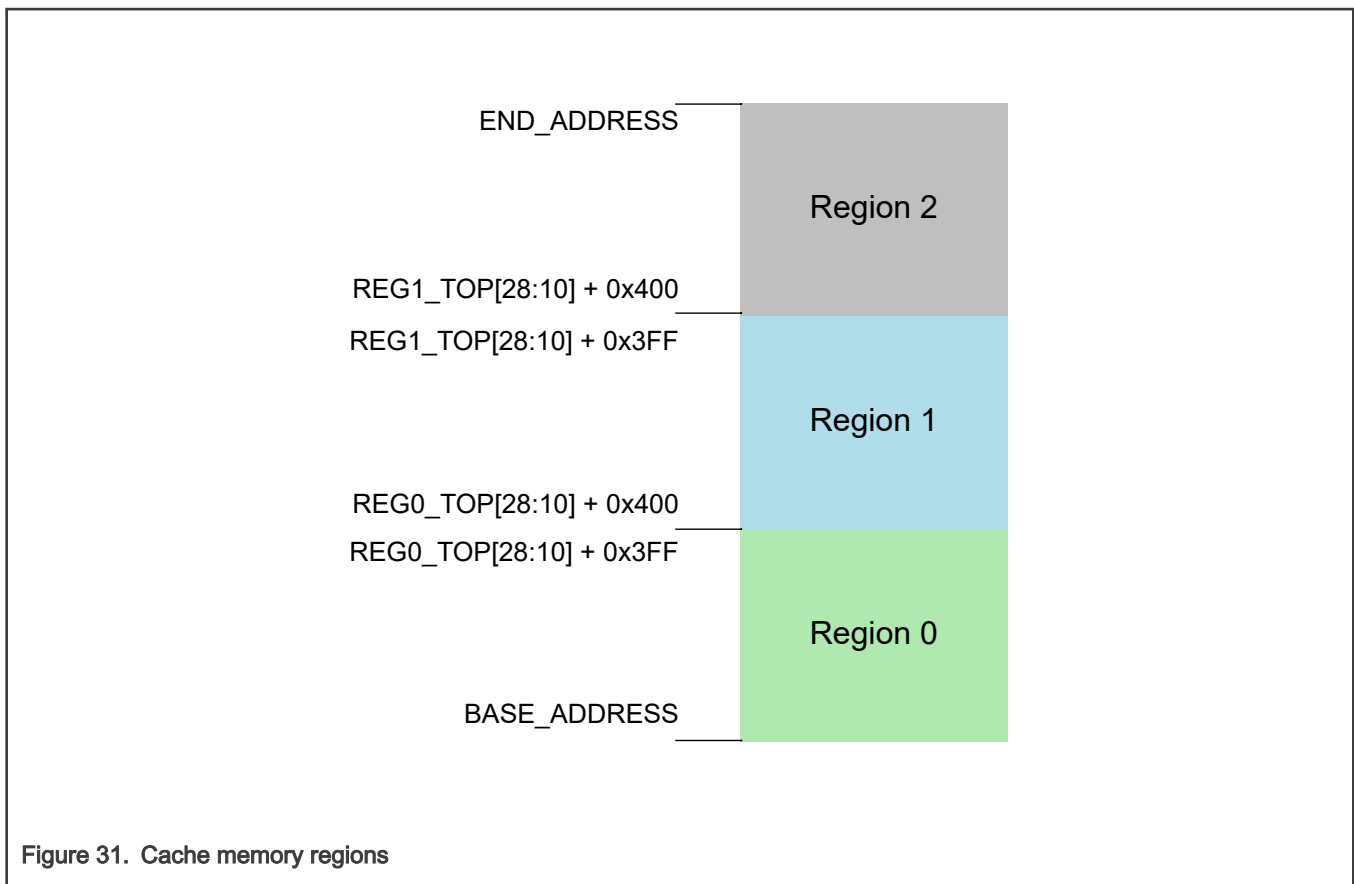 END_ADDRESS
Region 2
REG1_TOP[28:10] + 0x400
REG1_TOP[28:10] + 0x3FF
Region 1
REG0_TOP[28:10] + 0x400
REG0_TOP[28:10] + 0x3FF
Region 0
BASE_ADDRESS
Figure 31. Cache memory regions